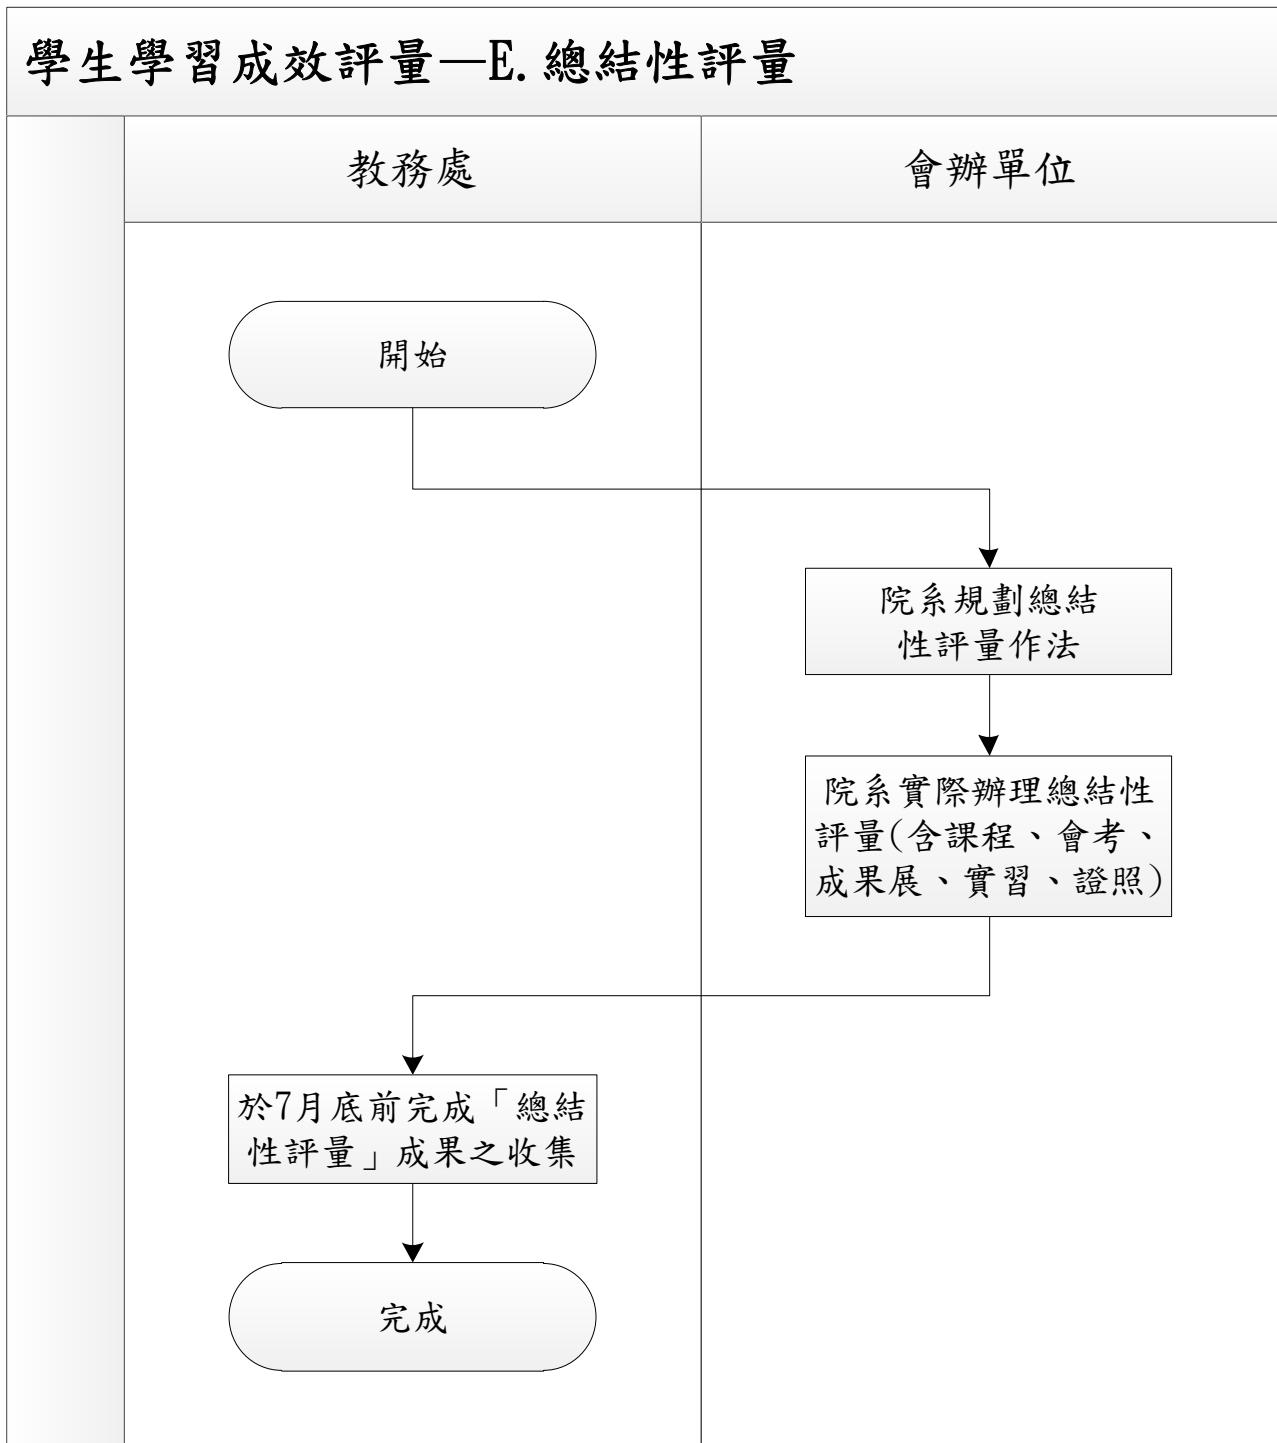 學生學習成效評量—E.總結性評量
教務處
會辦單位
開始
院系規劃總結
性評量作法
院系實際辦理總結性
評量(含課程、會考、
成果展、實習、證照)
於7月底前完成「總結
性評量」成果之收集
完成